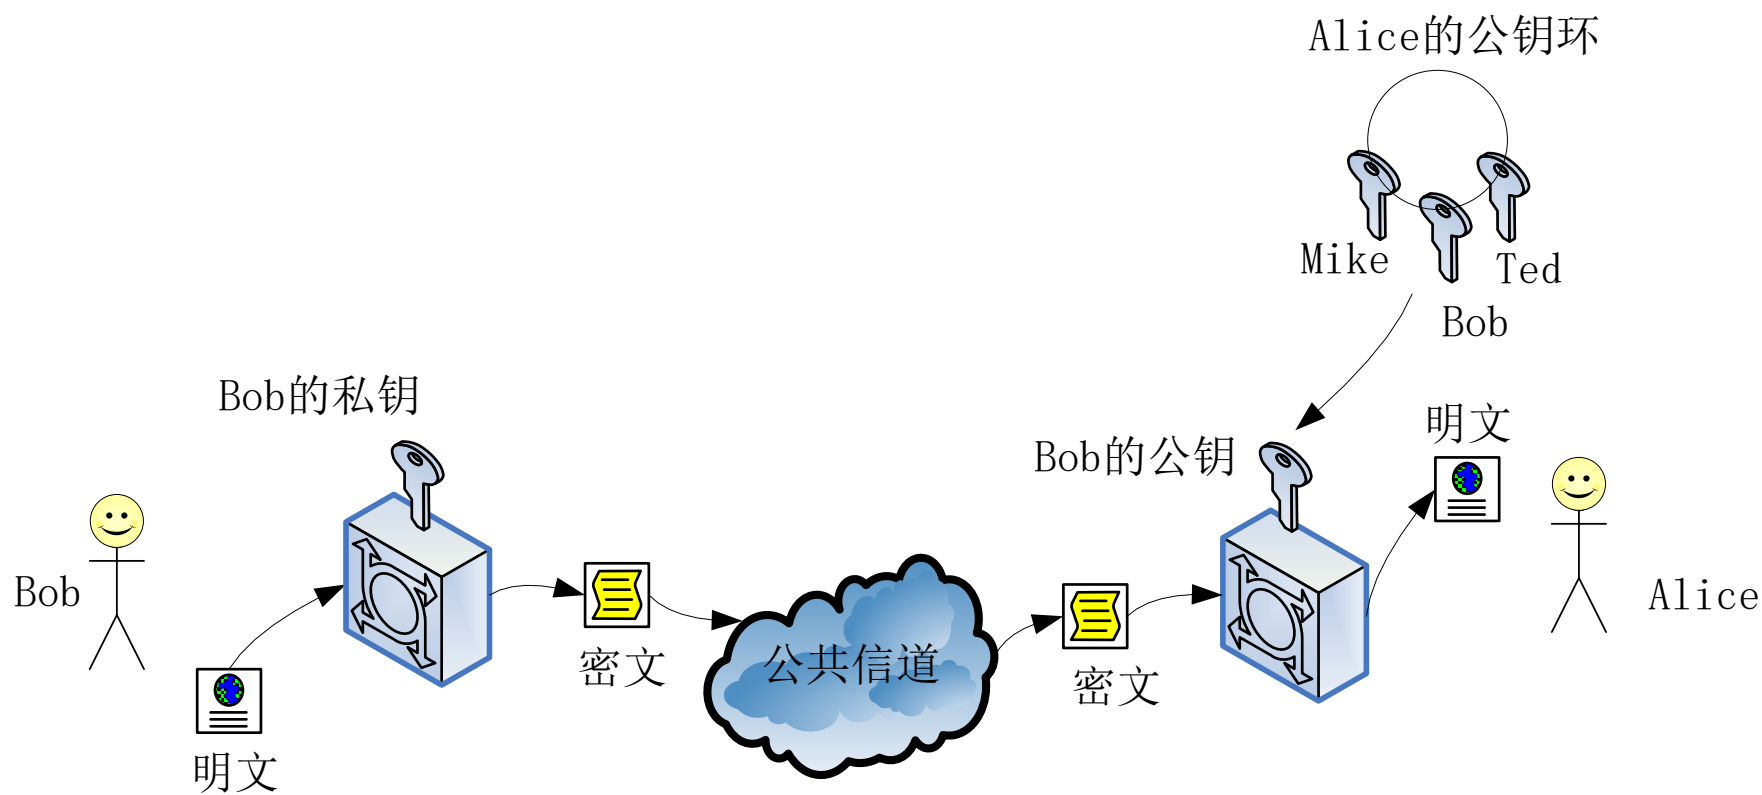 Alice的公钥环
Mike
Ted
Bob
Bob的私钥
Bob的公钥
明文
Bob
Alice
密文
公共信道
密文
明文